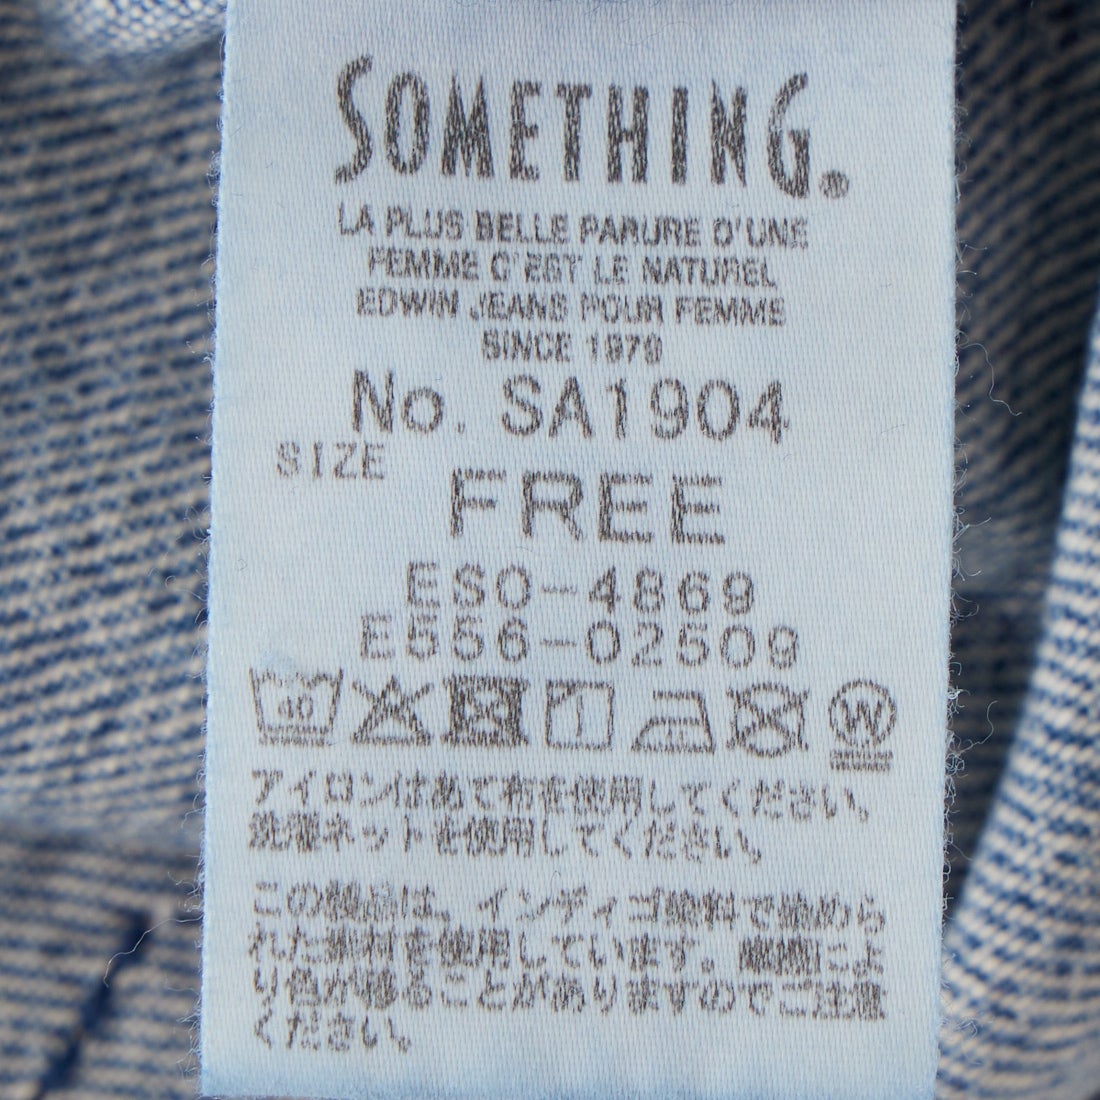 SOMETHING®
LA PLUS BELLE PARURE D'UNE
FEMME C'EST LE NATUREL
EDWIN JEANS POUR FEMME
SINCE 1979
No. SA1904
SIZE
FREE
ES0-4869
E556-02509
40
W
アイロンはあて布を使用してください。
洗濯ネットを使用してください。
この製品は、インディゴ染料で染めら
れた素材を使用しています。摩擦によ
り色が移ることがありますのでご注意
ください。